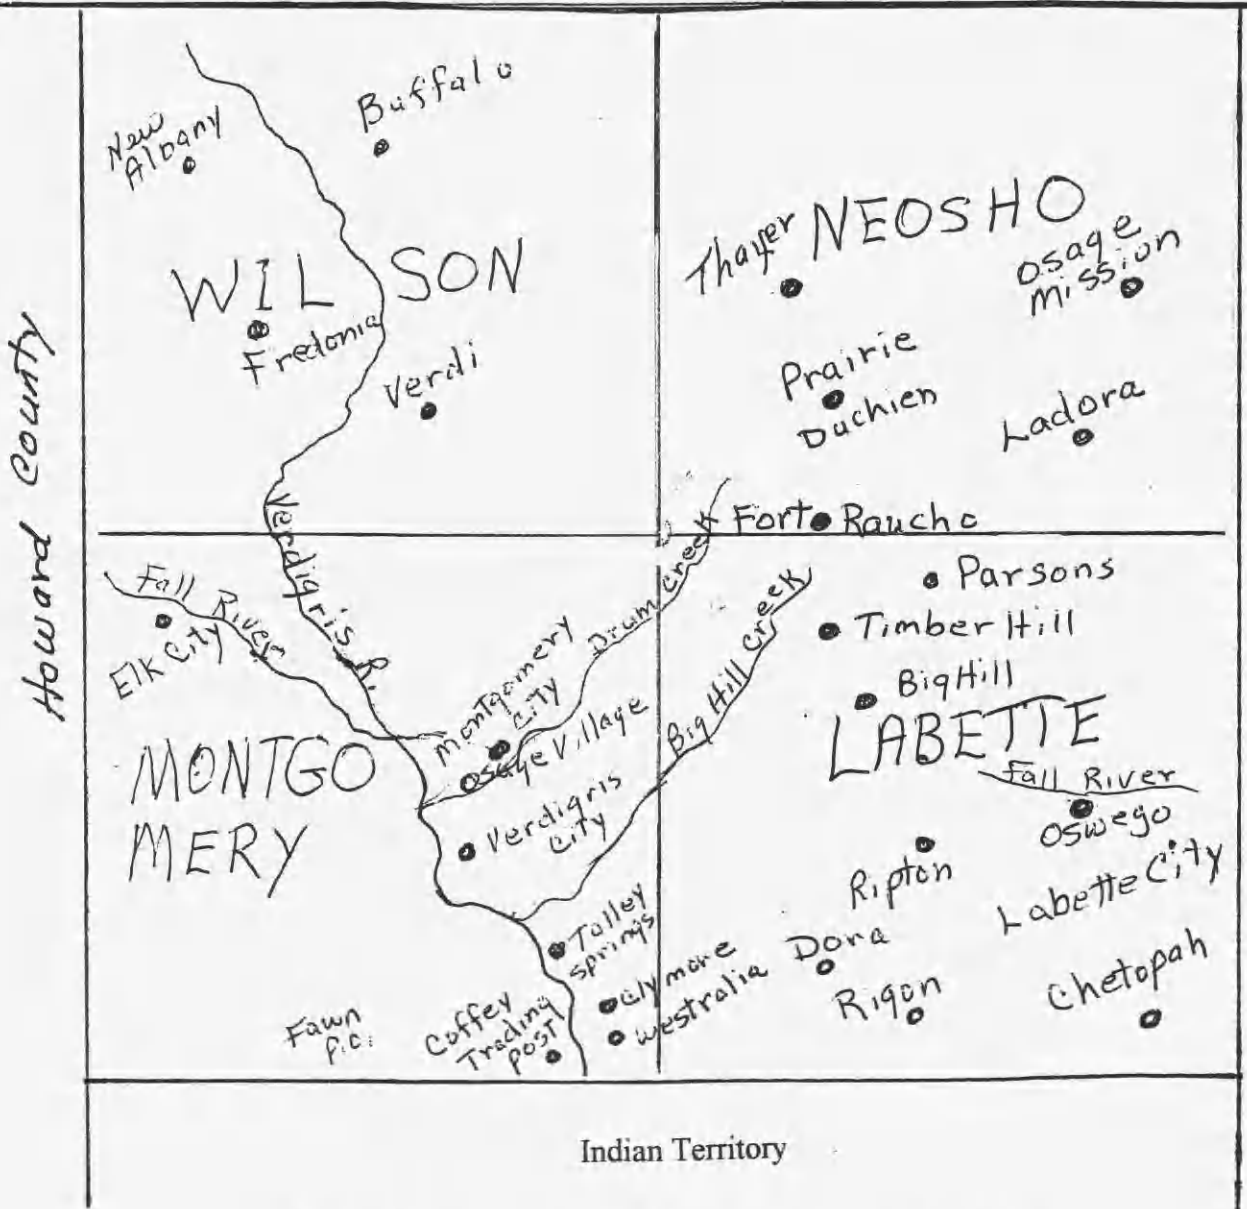 Howard County
New
Albany
Buffalo
WILSON
Fredonia
Verdi
Verdigris R.
NEOSHO
Thayer
Osage
Mission
Prairie
Duchien
Ladora
Fort Raucho
Fall River
Elk City
MONTGO
MERY
Montgomery
City
Drum Creek
Osage Village
Verdigris
City
Big Hill Creek
Talley
springs
westralia
Coffey
Trading
Post
Fawn
Parsons
Timber Hill
Big Hill
LABETTE
Fall River
Oswego
Ripton
Labette City
Dora
Rigon
Chetopah
Indian Territory